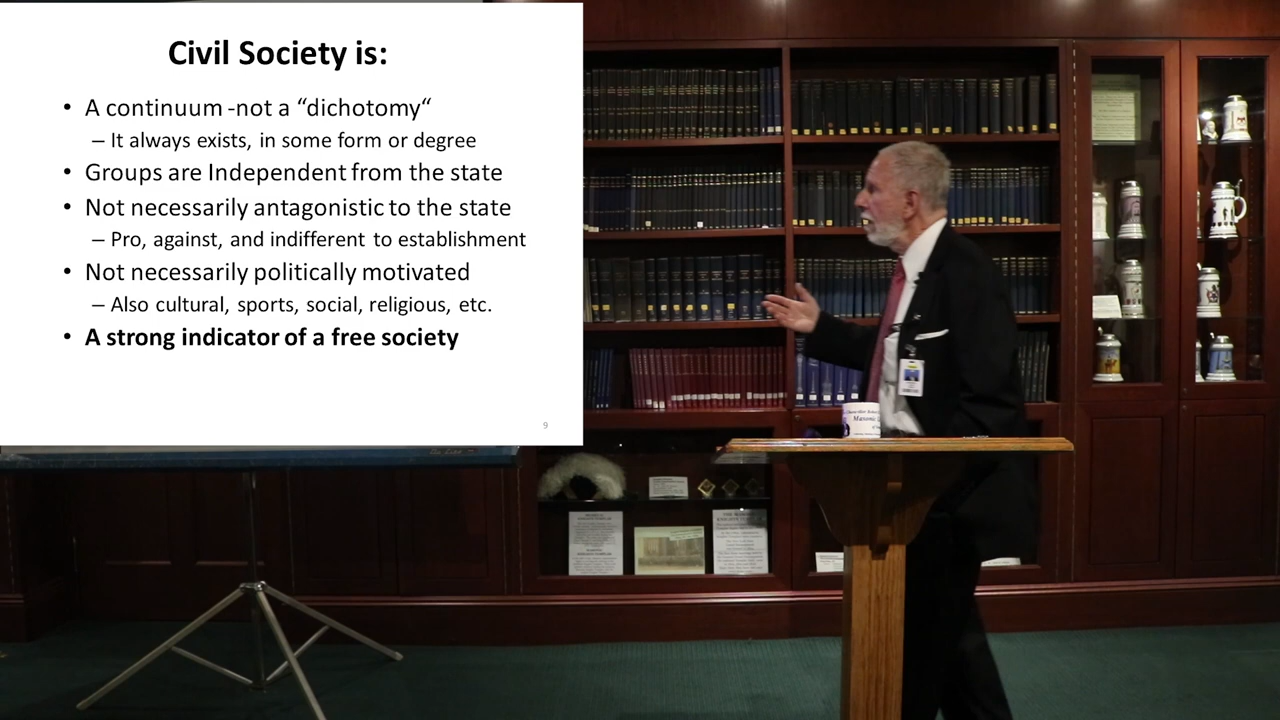 Civil Society is:
• A continuum -not a “dichotomy“
– It always exists, in some form or degree
• Groups are Independent from the state
• Not necessarily antagonistic to the state
– Pro, against, and indifferent to establishment
• Not necessarily politically motivated
– Also cultural, sports, social, religious, etc.
• A strong indicator of a free society
9
Masonic